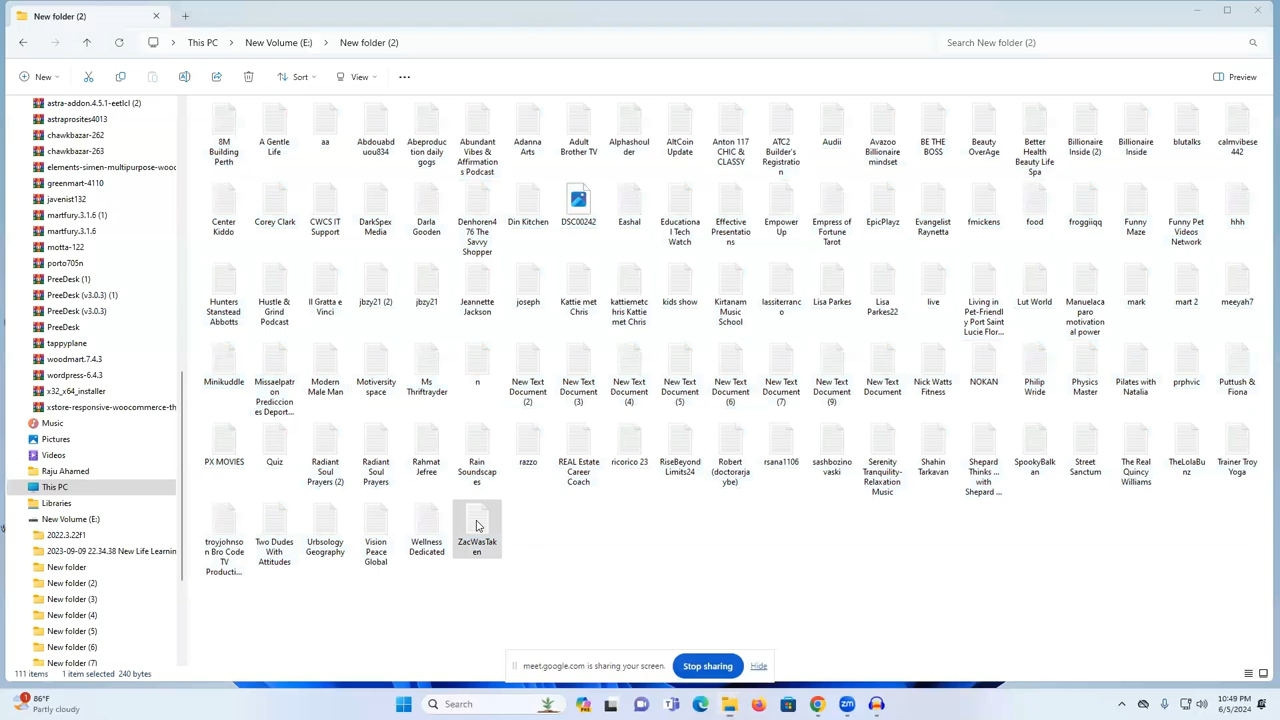 New folder (2)
This PC > New Volume (E:) > New folder (2)
Search New folder (2)
New
Sort
View
Preview
astra-addon.4.5.1-eetlcl (2)
astraprosites4013
chawkbazar-262
chawkbazar-263
elements-simen-multipurpose-wooc
greenmart-4110
javenist132
martfury.3.1.6 (1)
martfury.3.1.6
motta-122
porto705n
PreeDesk (1)
PreeDesk (v3.0.3) (1)
PreeDesk (v3.0.3)
PreeDesk
tappyplane
woodmart.7.4.3
wordpress-6.4.3
x32_x64_installer
xstore-responsive-woocommerce-th
Music
Pictures
Videos
Raju Ahamed
This PC
Libraries
New Volume (E:)
2022.3.22f1
2023-09-09 22.34.38 New Life Learnin
New folder
New folder (2)
New folder (3)
New folder (4)
New folder (5)
New folder (6)
New folder (7)
8M
Building
Perth
A Gentle
Life
aa
Abdouabd
uou834
Abeproduc
tion daily
gogs
Abundant
Vibes &
Affirmation
s Podcast
Adanna
Arts
Adult
Brother TV
Alphashoul
der
AltCoin
Update
Anton 117
CHIC &
CLASSY
ATC2
Builder's
Registratio
n
Audii
Avazoo
Billionaire
mindset
BE THE
BOSS
Beauty
OverAge
Better
Health
Beauty Life
Spa
Billionaire
Inside (2)
Billionaire
Inside
blutalks
calmvibese
442
Center
Kiddo
Corey Clark
CWCS IT
Support
DarkSpex
Media
Darla
Gooden
Denhoren4
76 The
Savvy
Shopper
Din Kitchen
DSC00242
Eashal
Education
al Tech
Watch
Effective
Presentatio
ns
Empower
Up
Empress of
Fortune
Tarot
EpicPlayz
Evangelist
Raynetta
fmickens
food
froggiiqq
Funny
Maze
Funny Pet
Videos
Network
hhh
Hunters
Stanstead
Abbotts
Hustle &
Grind
Podcast
Il Gratta e
Vinci
jbzy21 (2)
jbzy21
Jeannette
Jackson
joseph
Kattie met
Chris
kattiemetc
hris Kattie
met Chris
kids show
Kirtanam
Music
School
lassiterranc
o
Lisa Parkes
Lisa
Parkes22
live
Living in
Pet-Friendl
y Port Saint
Lucie Flor...
Lut World
Manuelaca
paro
motivation
al power
mark
mart 2
meeyah7
Minikuddle
Missaelpatr
on
Prediccion
es Deport...
Modern
Male Man
Motiversity
space
Ms
Thriftrayder
n
New Text
Document
(2)
New Text
Document
(3)
New Text
Document
(4)
New Text
Document
(5)
New Text
Document
(6)
New Text
Document
(7)
New Text
Document
(9)
New Text
Document
Nick Watts
Fitness
NOKAN
Philip
Wride
Physics
Master
Pilates with
Natalia
prphvic
Puttush &
Fiona
PX MOVIES
Quiz
Radiant
Soul
Prayers (2)
Radiant
Soul
Prayers
Rahmat
Jefree
Rain
Soundscap
es
razzo
REAL Estate
Career
Coach
ricorico 23
RiseBeyond
Limits24
Robert
(doctorarja
ybe)
rsana1106
sashbozino
vaski
Serenity
Tranquility-
Relaxation
Music
Shahin
Tarkavan
Shepard
Thinks ...
with
Shepard ...
SpookyBalk
an
Street
Sanctum
The Real
Quincy
Williams
TheLolaBu
nz
Trainer Troy
Yoga
troyjohnso
n Bro Code
TV
Producti...
Two Dudes
With
Attitudes
Urbsology
Geography
Vision
Peace
Global
Wellness
Dedicated
ZacWasTak
en
meet.google.com is sharing your screen.
Stop sharing
Hide
111 items
1 item selected 240 bytes
1
86°F
Partly cloudy
Search
PRE
zm
10:49 PM
6/5/2024